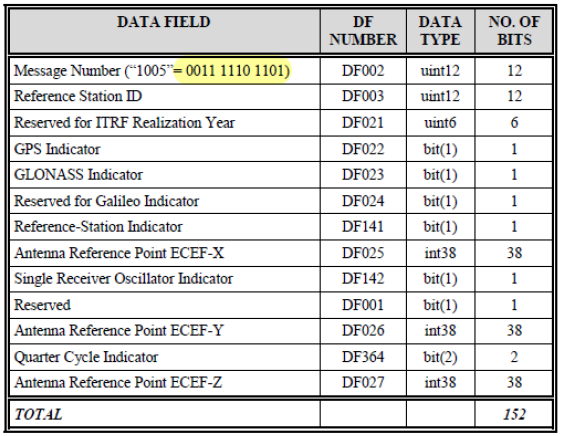 DATA FIELD DF NUMBER DATA TYPE NO. OF BITS
Message Number (“1005”= 0011 1110 1101) DF002 uint12 12
Reference Station ID DF003 uint12 12
Reserved for ITRF Realization Year DF021 uint6 6
GPS Indicator DF022 bit(1) 1
GLONASS Indicator DF023 bit(1) 1
Reserved for Galileo Indicator DF024 bit(1) 1
Reference-Station Indicator DF141 bit(1) 1
Antenna Reference Point ECEF-X DF025 int38 38
Single Receiver Oscillator Indicator DF142 bit(1) 1
Reserved DF001 bit(1) 1
Antenna Reference Point ECEF-Y DF026 int38 38
Quarter Cycle Indicator DF364 bit(2) 2
Antenna Reference Point ECEF-Z DF027 int38 38
TOTAL 152